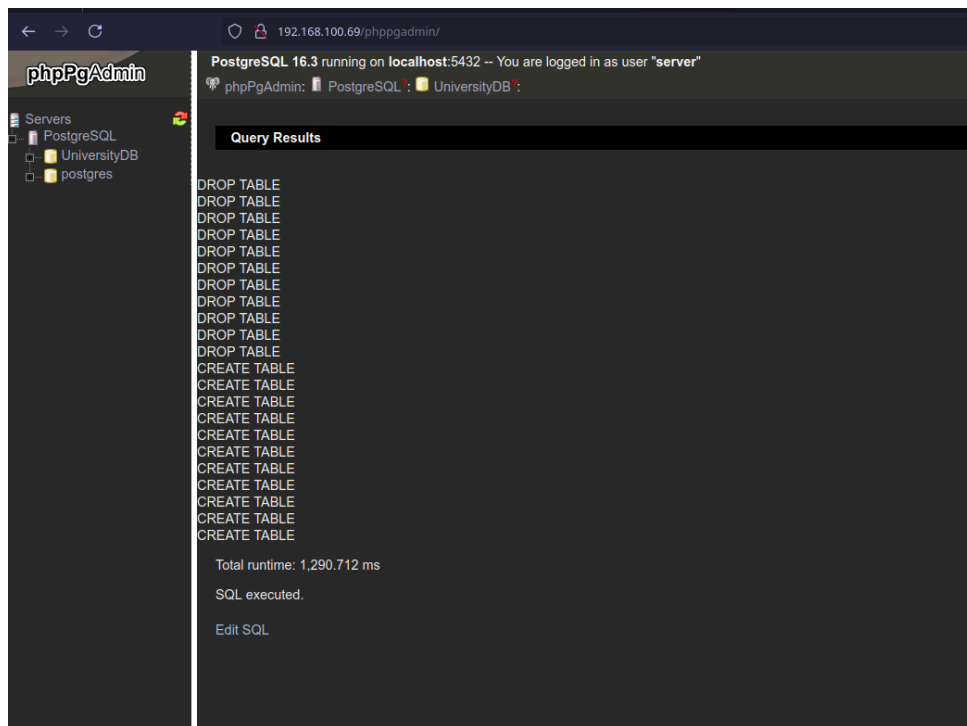 192.168.100.69/phppgadmin/
phpPgAdmin
PostgreSQL 16.3 running on localhost:5432 -- You are logged in as user "server"
phpPgAdmin: PostgreSQL?: UniversityDB?:
Servers
PostgreSQL
UniversityDB
postgres
Query Results
DROP TABLE
DROP TABLE
DROP TABLE
DROP TABLE
DROP TABLE
DROP TABLE
DROP TABLE
DROP TABLE
DROP TABLE
DROP TABLE
DROP TABLE
CREATE TABLE
CREATE TABLE
CREATE TABLE
CREATE TABLE
CREATE TABLE
CREATE TABLE
CREATE TABLE
CREATE TABLE
CREATE TABLE
CREATE TABLE
CREATE TABLE
Total runtime: 1,290.712 ms
SQL executed.
Edit SQL